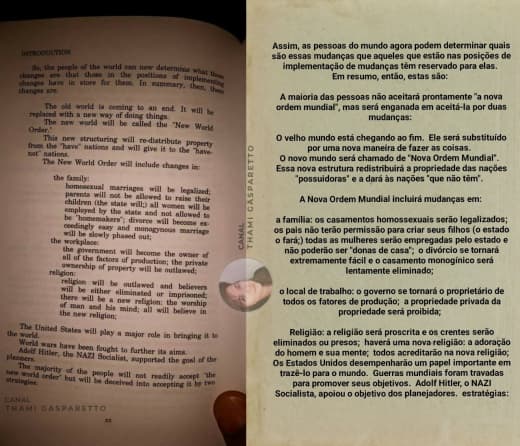 INTRODUCTION
So, the people of the world can now determine what those
changes are that those in the positions of implementing
changes have in store for them. In summary, then, these
changes are:
The old world is coming to an end. It will be
replaced with a new way of doing things.
The new world will be called the "New World
Order."
This new structuring will re-distribute property
from the "have" nations and will give it to the "have-
not" nations.
The New World Order will include changes in:
the family:
homosexual marriages will be legalized;
parents will not be allowed to raise their
children (the state will;) all women will be
employed by the state and not allowed to
be "homemakers"; divorce will become ex-
ceedingly easy and monogynous marriage
will be slowly phased out;
the workplace:
the government will become the owner of
all of the factors of production; the private
ownership of property will be outlawed;
religion:
religion will be outlawed and believers
will be either eliminated or imprisoned;
there will be a new religion: the worship
of man and his mind; all will believe in
the new religion;
The United States will play a major role in bringing it to
the world.
World wars have been fought to further its aims.
Adolf Hitler, the NAZI Socialist, supported the goal of the
planners.
The majority of the people will not readily accept "the
new world order" but will be deceived into accepting it by two
strategies.
CANAL
THAMI GASPARETTO
CANAL
THAMI GASPARETTO
Assim, as pessoas do mundo agora podem determinar quais
são essas mudanças que aqueles que estão nas posições de
implementação de mudanças têm reservado para elas.
Em resumo, então, estas são:
A maioria das pessoas não aceitará prontamente "a nova
ordem mundial", mas será enganada em aceitá-la por duas
mudanças:
O velho mundo está chegando ao fim. Ele será substituído
por uma nova maneira de fazer as coisas.
O novo mundo será chamado de "Nova Ordem Mundial".
Essa nova estrutura redistribuirá a propriedade das nações
"possuidoras" e a dará às nações "que não têm".
A Nova Ordem Mundial incluirá mudanças em:
a família: os casamentos homossexuais serão legalizados;
os pais não terão permissão para criar seus filhos (o estado
o fará;) todas as mulheres serão empregadas pelo estado e
não poderão ser "donas de casa"; o divórcio se tornará
extremamente fácil e o casamento monogínico será
lentamente eliminado;
o local de trabalho: o governo se tornará o proprietário de
todos os fatores de produção; a propriedade privada da
propriedade será proibida;
Religião: a religião será proscrita e os crentes serão
eliminados ou presos; haverá uma nova religião: a adoração
do homem e sua mente; todos acreditarão na nova religião;
Os Estados Unidos desempenharão um papel importante em
trazê-lo para o mundo. Guerras mundiais foram travadas
para promover seus objetivos. Adolf Hitler, o NAZI
Socialista, apoiou o objetivo dos planejadores. estratégias: